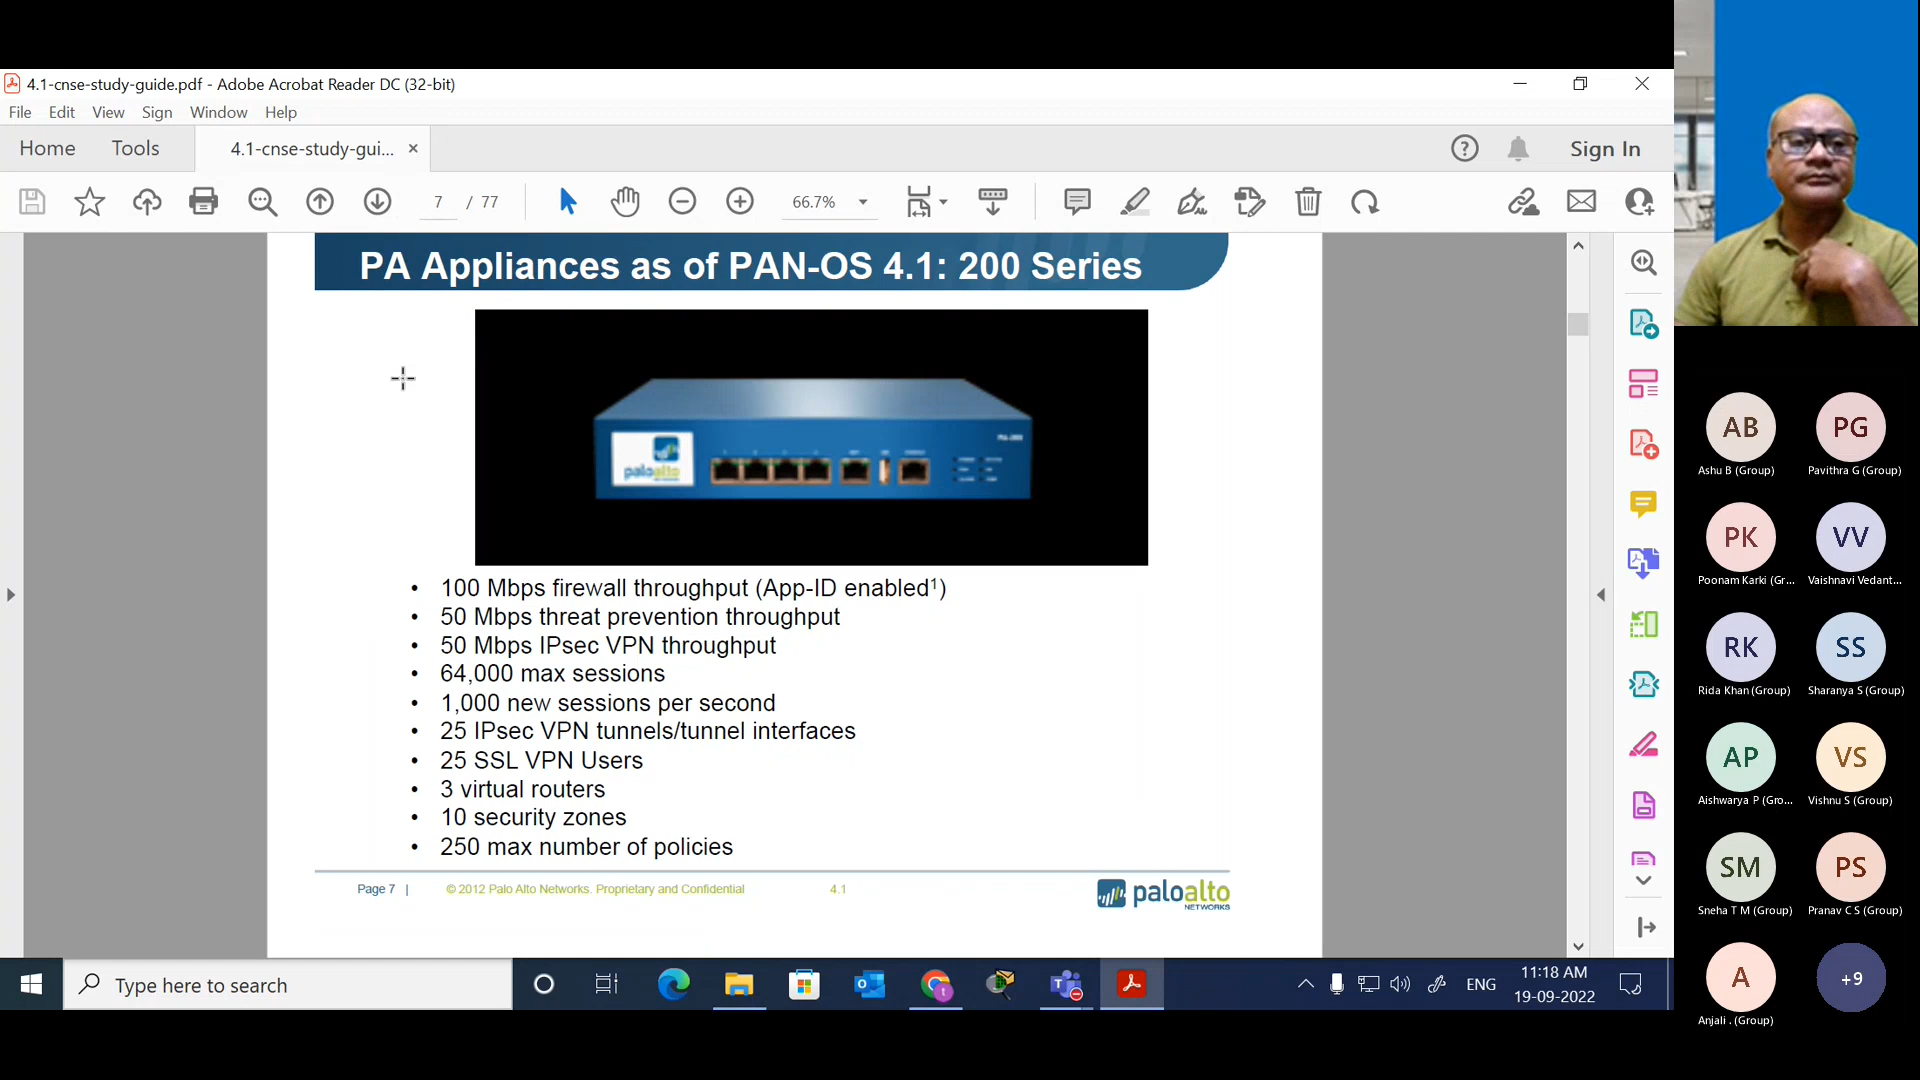 4.1-cnse-study-guide.pdf - Adobe Acrobat Reader DC (32-bit)
File Edit View Sign Window Help
Home Tools 4.1-cnse-study-gui... × Sign In
7 / 77 66.7%
PA Appliances as of PAN-OS 4.1: 200 Series
paloalto
• 100 Mbps firewall throughput (App-ID enabled¹)
• 50 Mbps threat prevention throughput
• 50 Mbps IPsec VPN throughput
• 64,000 max sessions
• 1,000 new sessions per second
• 25 IPsec VPN tunnels/tunnel interfaces
• 25 SSL VPN Users
• 3 virtual routers
• 10 security zones
• 250 max number of policies
Page 7 | © 2012 Palo Alto Networks. Proprietary and Confidential 4.1
paloalto
NETWORKS
Type here to search
ENG
11:18 AM
19-09-2022
AB PG
Ashu B (Group) Pavithra G (Group)
PK VV
Poonam Karki (Gr... Vaishnavi Vedant...
RK SS
Rida Khan (Group) Sharanya S (Group)
AP VS
Aishwarya P (Gro... Vishnu S (Group)
SM PS
Sneha T M (Group) Pranav C S (Group)
A +9
Anjali . (Group)